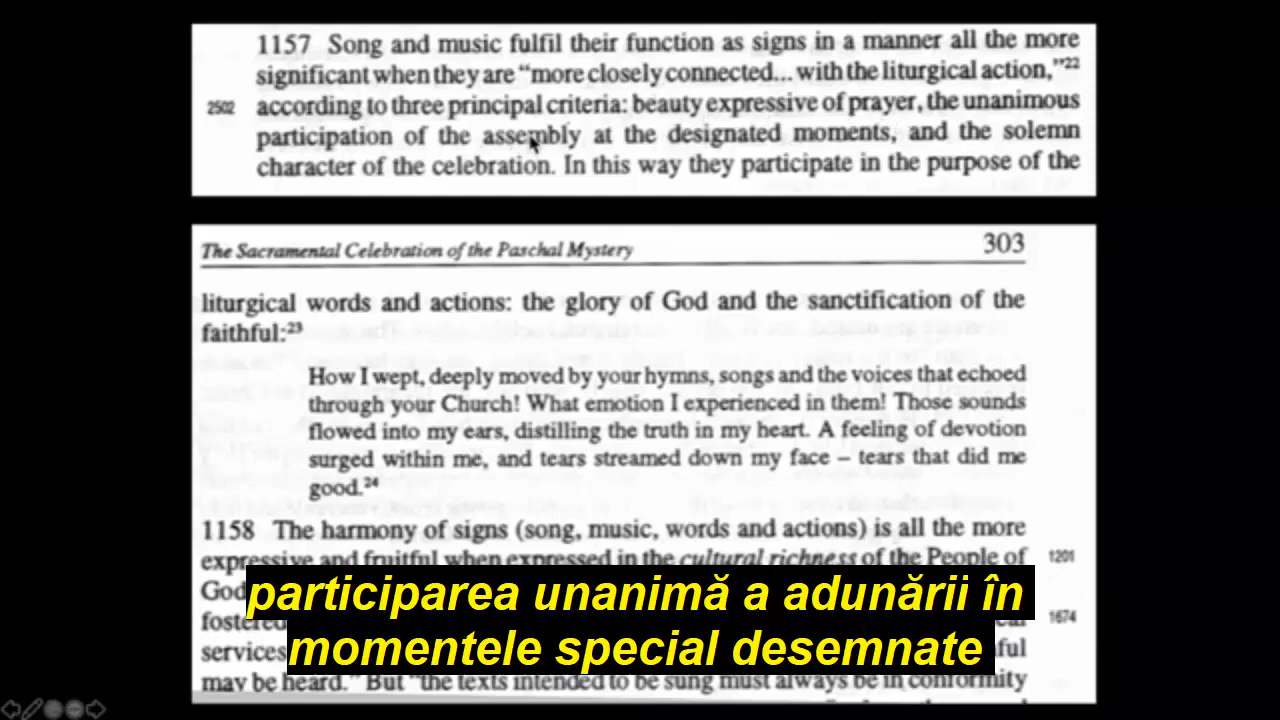 1157 Song and music fulfil their function as signs in a manner all the more
significant when they are “more closely connected... with the liturgical action,”22
2502 according to three principal criteria: beauty expressive of prayer, the unanimous
participation of the assembly at the designated moments, and the solemn
character of the celebration. In this way they participate in the purpose of the
The Sacramental Celebration of the Paschal Mystery 303
liturgical words and actions: the glory of God and the sanctification of the
faithful:23
How I wept, deeply moved by your hymns, songs and the voices that echoed
through your Church! What emotion I experienced in them! Those sounds
flowed into my ears, distilling the truth in my heart. A feeling of devotion
surged within me, and tears streamed down my face – tears that did me
good.24
1158 The harmony of signs (song, music, words and actions) is all the more
expressive and fruitful when expressed in the cultural richness of the People of 1201
God
participarea unanimă a adunării în
fostered 1674
momentele special desemnate
services
may be heard.” But “the texts intended to be sung must always be in conformity